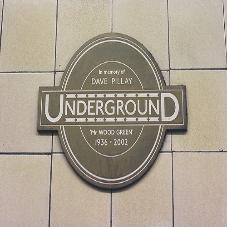 In memory of
DAVE PILLAY
UNDERGROUND
'Mr WOOD GREEN'
1936 - 2002